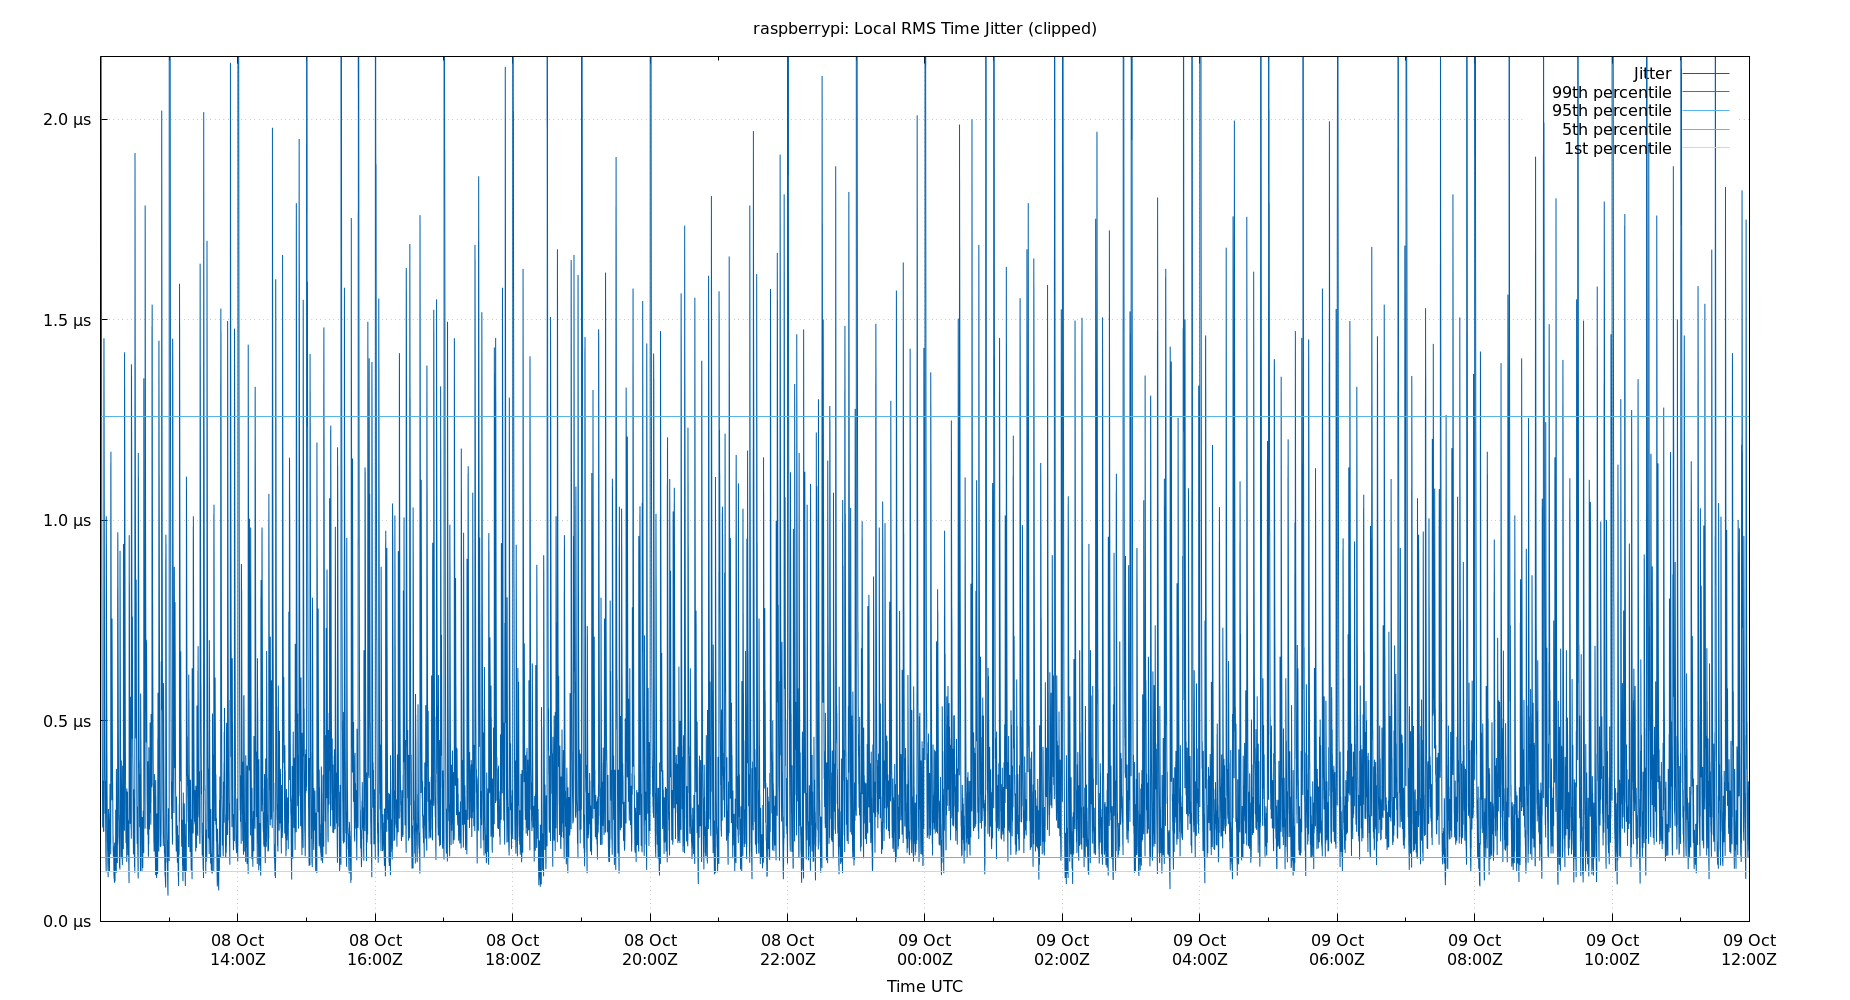 raspberrypi: Local RMS Time Jitter (clipped)
Jitter
99th percentile
95th percentile
5th percentile
1st percentile
2.0 µs
1.5 µs
1.0 µs
0.5 µs
0.0 µs
08 Oct 08 Oct 08 Oct 08 Oct 08 Oct 09 Oct 09 Oct 09 Oct 09 Oct 09 Oct 09 Oct 09 Oct
14:00Z 16:00Z 18:00Z 20:00Z 22:00Z 00:00Z 02:00Z 04:00Z 06:00Z 08:00Z 10:00Z 12:00Z
Time UTC